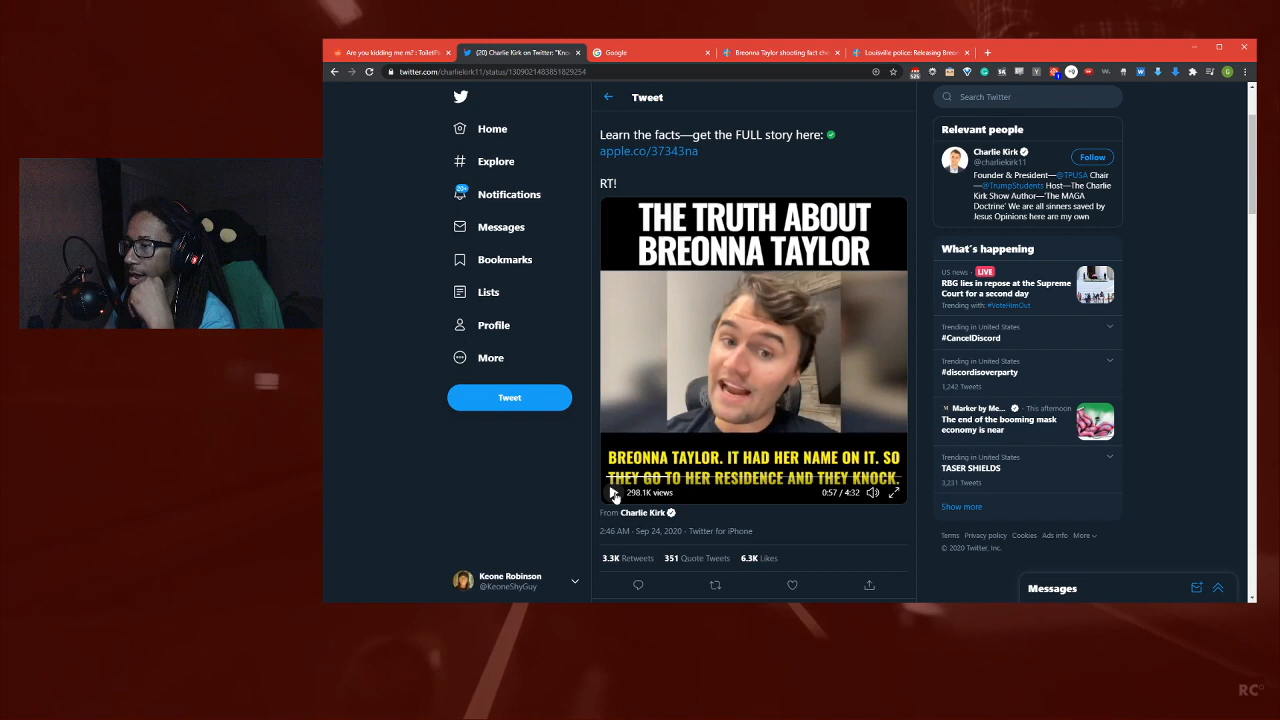 Are you kidding me rn? : ToiletPa
(20) Charlie Kirk on Twitter: "Kno
Google
Breonna Taylor shooting fact che
Louisville police: Releasing Breon
twitter.com/charliekirk11/status/1309021483851829254
Home
Explore
20+
Notifications
Messages
Bookmarks
Lists
Profile
More
Tweet
Keone Robinson
@KeoneShyGuy
Tweet
Learn the facts—get the FULL story here:
apple.co/37343na
RT!
THE TRUTH ABOUT
BREONNA TAYLOR
BREONNA TAYLOR. IT HAD HER NAME ON IT. SO
THEY GO TO HER RESIDENCE AND THEY KNOCK.
298.1K views
0:57 / 4:32
From Charlie Kirk
2:46 AM · Sep 24, 2020 · Twitter for iPhone
3.3K Retweets 351 Quote Tweets 6.3K Likes
Search Twitter
Relevant people
Charlie Kirk
@charliekirk11
Follow
Founder & President—@TPUSA Chair
—@TrumpStudents Host—The Charlie
Kirk Show Author—'The MAGA
Doctrine' We are all sinners saved by
Jesus Opinions here are my own
What's happening
US news · LIVE
RBG lies in repose at the Supreme
Court for a second day
Trending with: #VoteHimOut
Trending in United States
#CancelDiscord
Trending in United States
#discordisoverparty
1,242 Tweets
Marker by Me... · This afternoon
The end of the booming mask
economy is near
Trending in United States
TASER SHIELDS
3,231 Tweets
Show more
Terms Privacy policy Cookies Ads info More
© 2020 Twitter, Inc.
Messages
RC